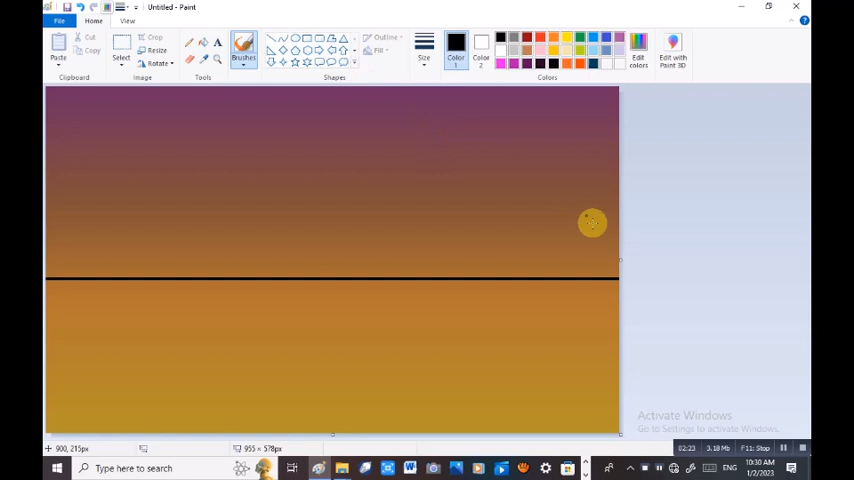 Untitled - Paint
File
Home
View
Paste
Cut
Copy
Clipboard
Select
Crop
Resize
Rotate
Image
A
Tools
Brushes
Outline
Fill
Shapes
Size
Color 1
Color 2
Edit colors
Colors
Edit with Paint 3D
Activate Windows
Go to Settings to activate Windows.
900, 215px
955 × 578px
02:23
3.18 Mb
F11: Stop
Type here to search
ENG
10:30 AM
1/2/2023